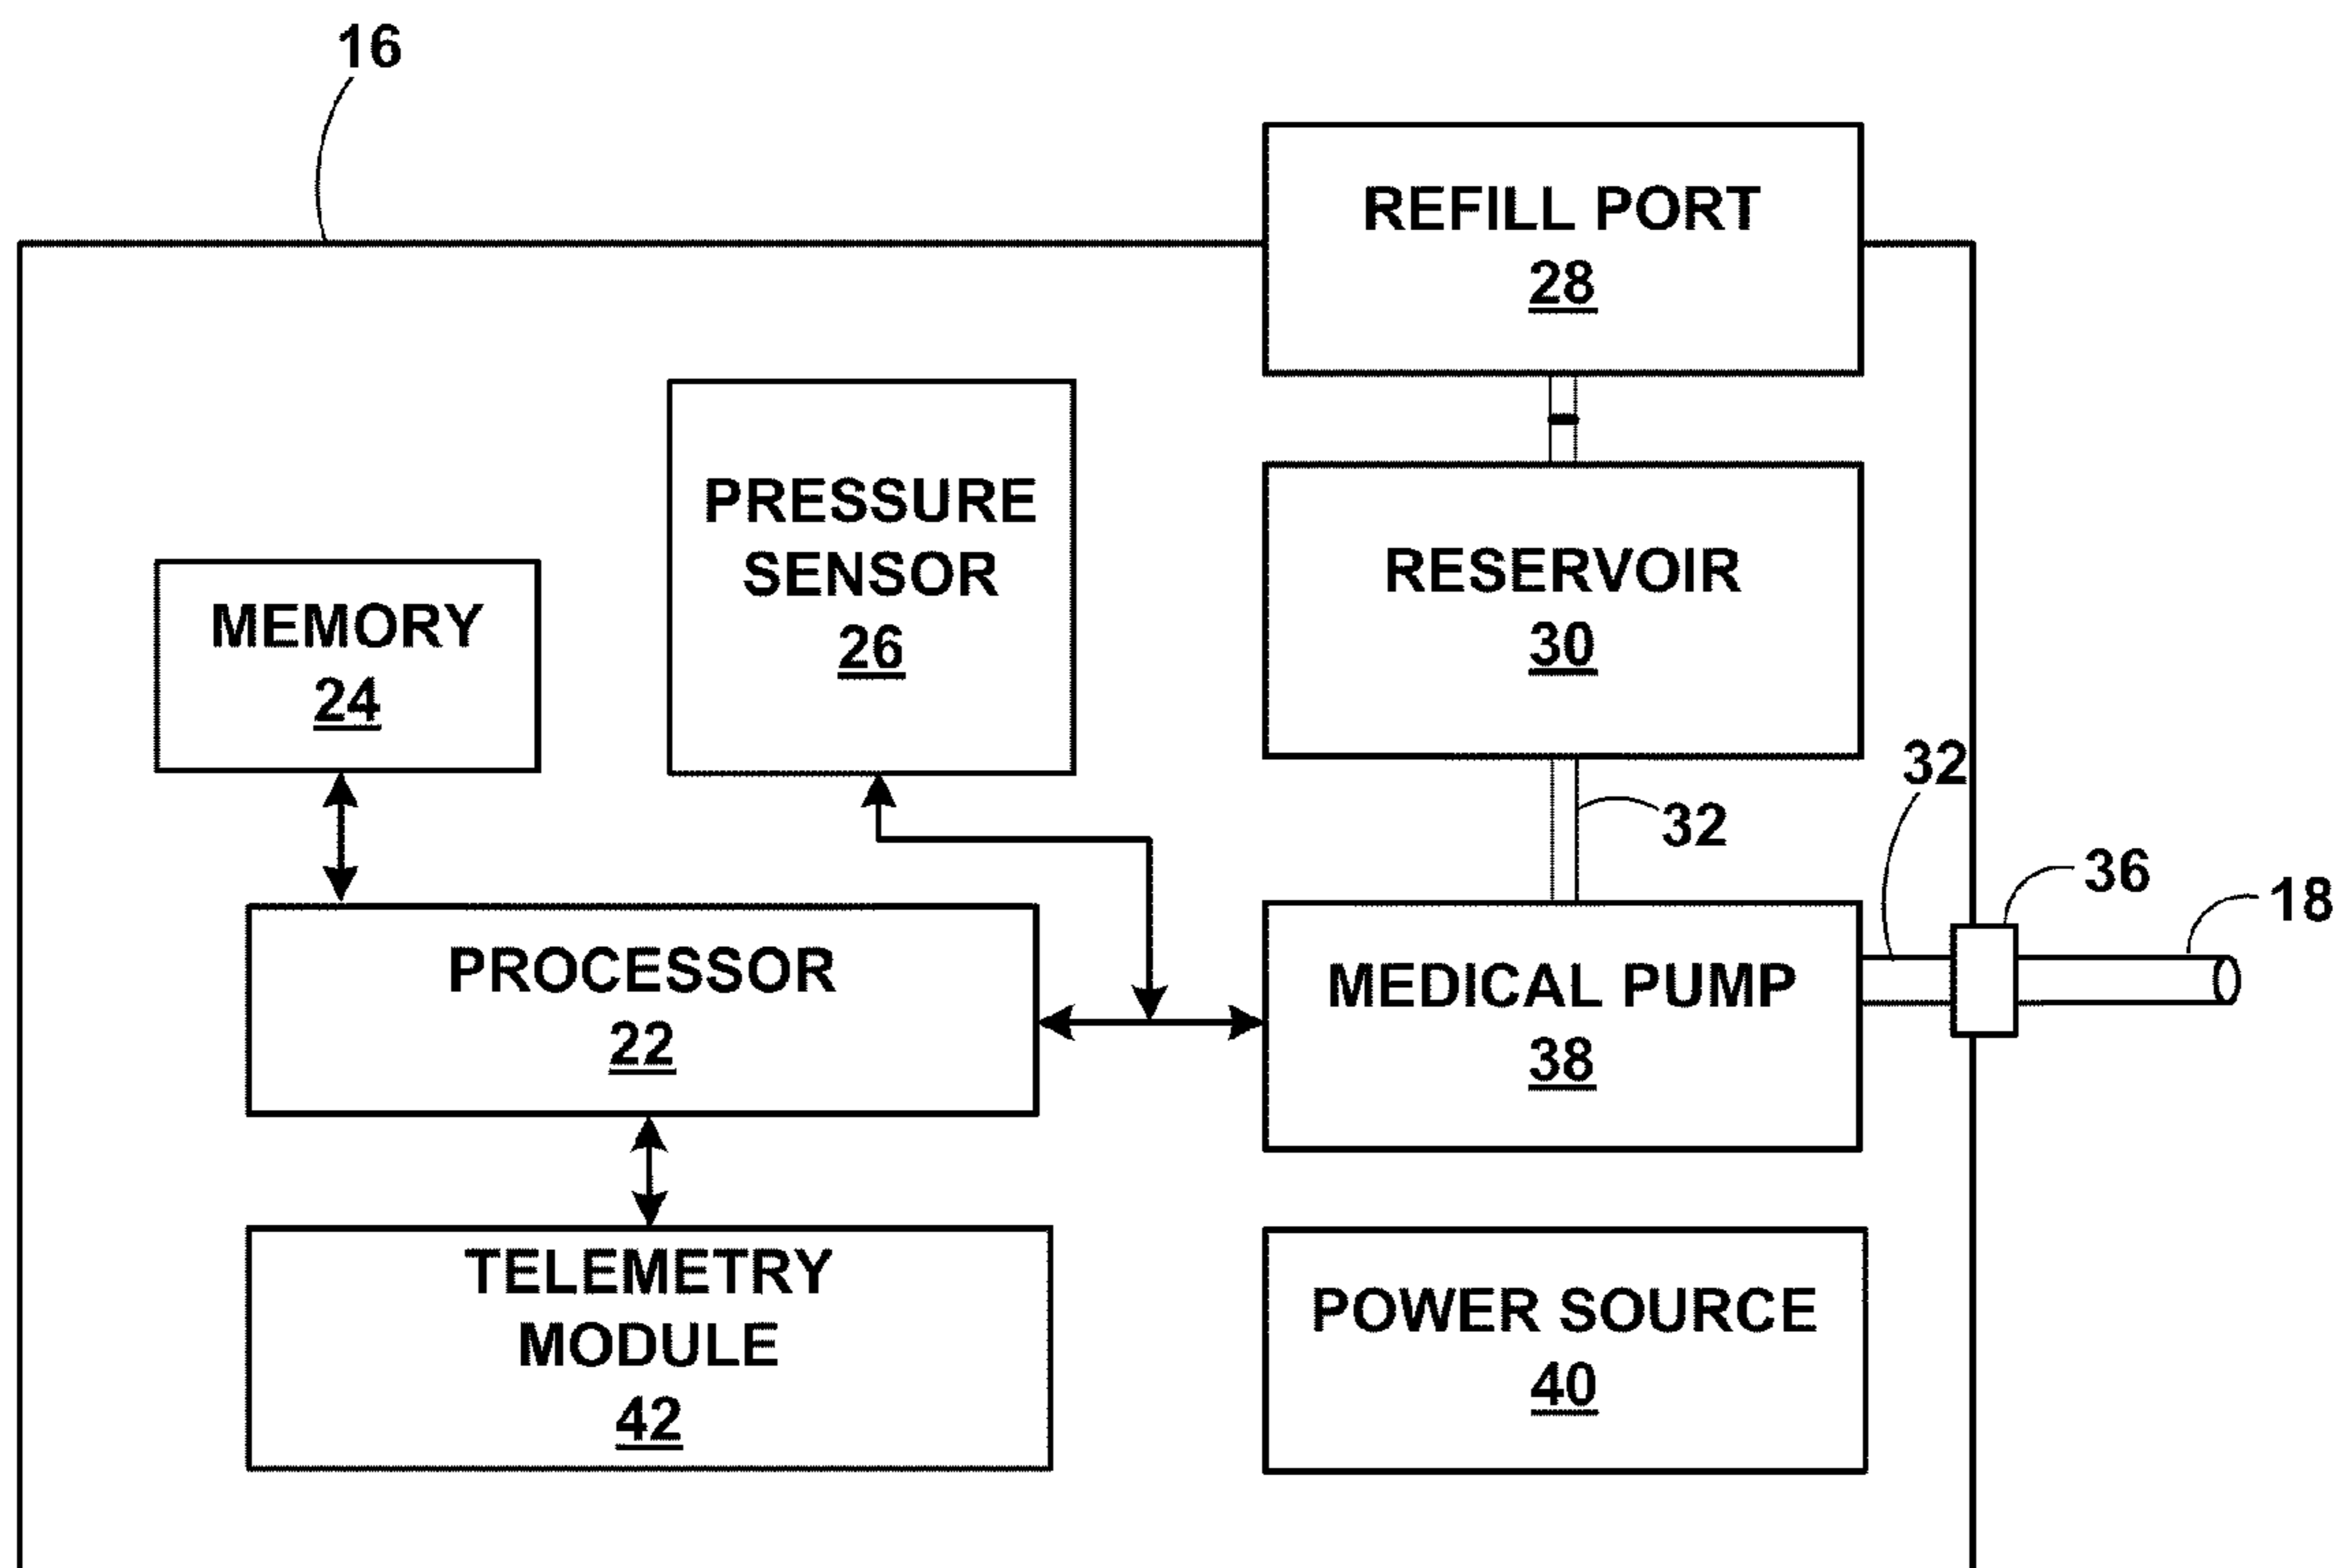 16
REFILL PORT
28
PRESSURE
SENSOR
26
RESERVOIR
30
MEMORY
24
32
32
36
18
PROCESSOR
22
MEDICAL PUMP
38
TELEMETRY
MODULE
42
POWER SOURCE
40